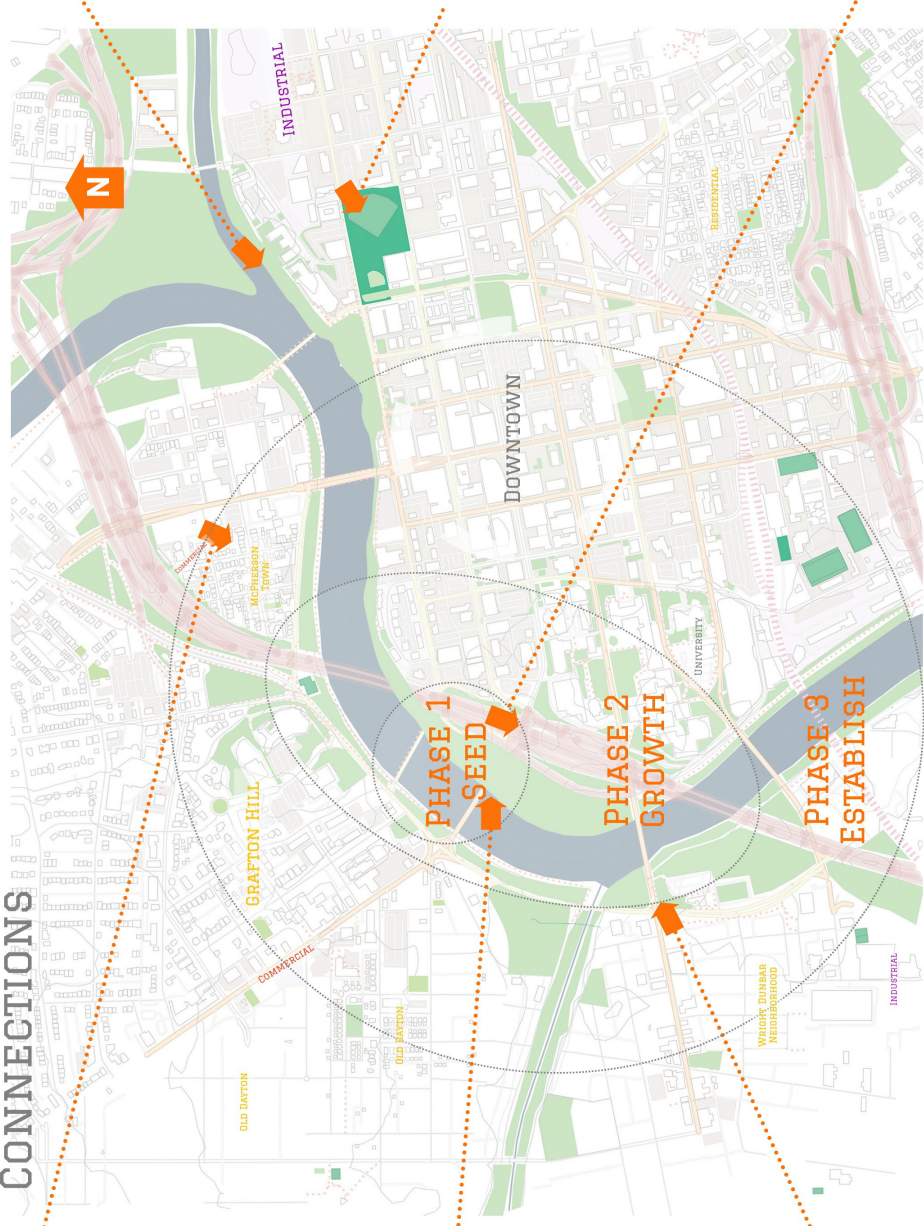 CONNECTIONS
N
INDUSTRIAL
RESIDENTIAL
DOWNTOWN
COMMERCIAL
McPHERSON
TOWN
UNIVERSITY
PHASE 1
SEED
PHASE 2
GROWTH
PHASE 3
ESTABLISH
GRAFTON HILL
COMMERCIAL
OLD DAYTON
OLD DAYTON
WRIGHT DUNBAR
NEIGHBORHOOD
INDUSTRIAL